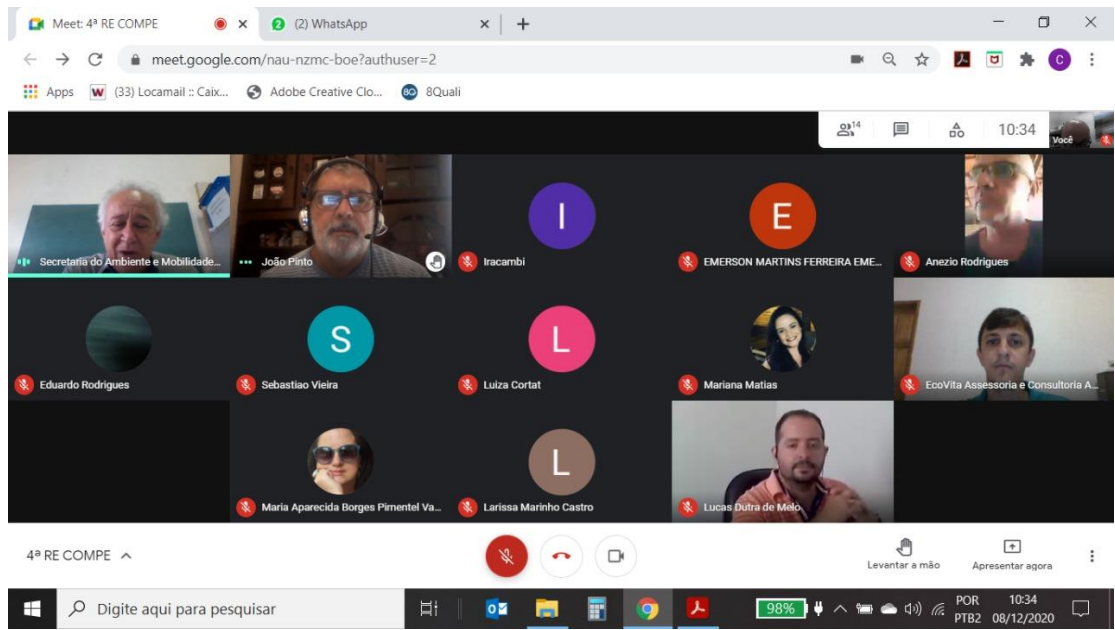 Meet: 4ª RE COMPE
2 (2) WhatsApp
meet.google.com/nau-nzmc-boe?authuser=2
C
Apps W (33) Locamail :: Caix... Adobe Creative Clo... 8Q 8Quali
14 10:34 Você
Secretaria do Ambiente e Mobilidade...
João Pinto
I
Iracambi
E
EMERSON MARTINS FERREIRA EME...
Anezio Rodrigues
Eduardo Rodrigues
S
Sebastiao Vieira
L
Luiza Cortat
Mariana Matias
EcoVita Assessoria e Consultoria A...
Maria Aparecida Borges Pimentel Va...
L
Larissa Marinho Castro
Lucas Dutra de Melo
4ª RE COMPE
Levantar a mão
Apresentar agora
Digite aqui para pesquisar
98%
POR
PTB2
10:34
08/12/2020